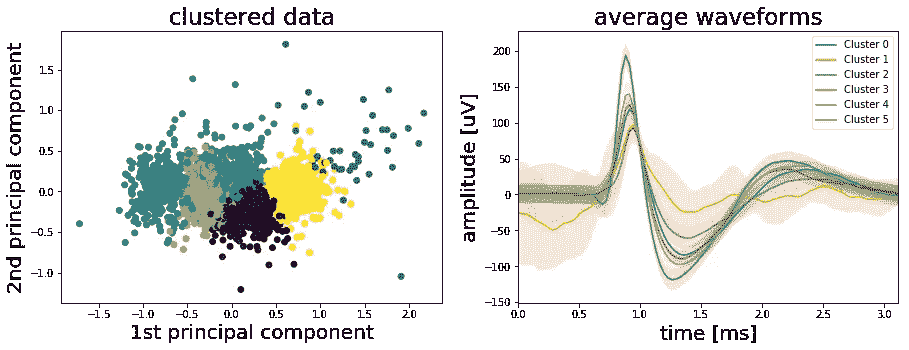 clustered data
2nd principal component
1.5
1.0
0.5
0.0
−0.5
−1.0
−1.5
−1.0
−0.5
0.0
0.5
1.0
1.5
2.0
1st principal component
average waveforms
amplitude [uV]
200
150
100
50
0
−50
−100
−150
Cluster 0
Cluster 1
Cluster 2
Cluster 3
Cluster 4
Cluster 5
0.0
0.5
1.0
1.5
2.0
2.5
3.0
time [ms]